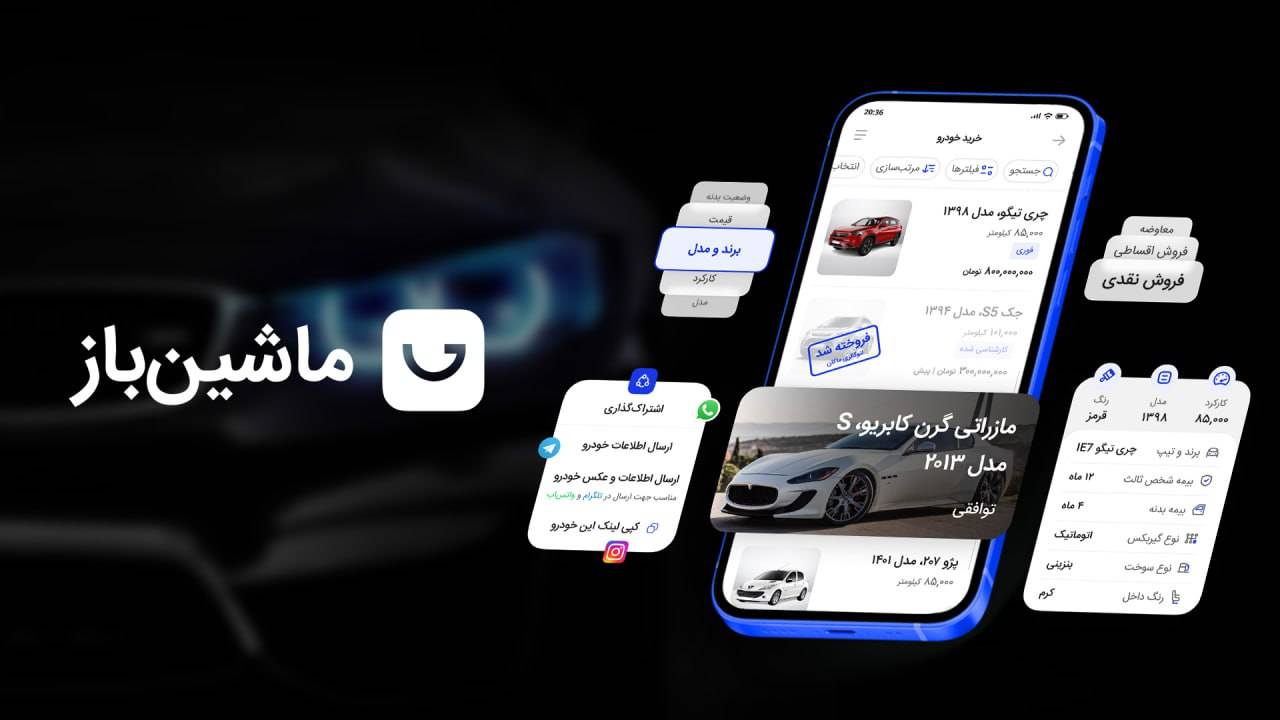 ماشین‌باز
20:36
خرید خودرو
جستجو
فیلترها
مرتب‌سازی
انتخاب
چری تیگو، مدل ۱۳۹۸
۸۵,۰۰۰ کیلومتر
فوری
۸۰۰,۰۰۰,۰۰۰ تومان
جک S5، مدل ۱۳۹۴
۱۰۱,۰۰۰ کیلومتر
کارشناسی شده
۳۰۰,۰۰۰,۰۰۰ تومان | پیش
فروخته شد
اتوگالری ماکان
مازراتی گرن کابریو، S
مدل ۲۰۱۳
توافقی
پژو ۲۰۷، مدل ۱۴۰۱
۸۵,۰۰۰ کیلومتر
معاوضه
فروش اقساطی
فروش نقدی
وضعیت بدنه
قیمت
برند و مدل
کارکرد
مدل
اشتراک‌گذاری
ارسال اطلاعات خودرو
ارسال اطلاعات و عکس خودرو
مناسب جهت ارسال در تلگرام و واتس‌اپ
کپی لینک این خودرو
کارکرد
۸۵,۰۰۰
مدل
۱۳۹۸
رنگ
قرمز
برند و تیپ چری تیگو IE7
بیمه شخص ثالث ۱۲ ماه
بیمه بدنه ۴ ماه
نوع گیربکس اتوماتیک
نوع سوخت بنزینی
رنگ داخل کرم